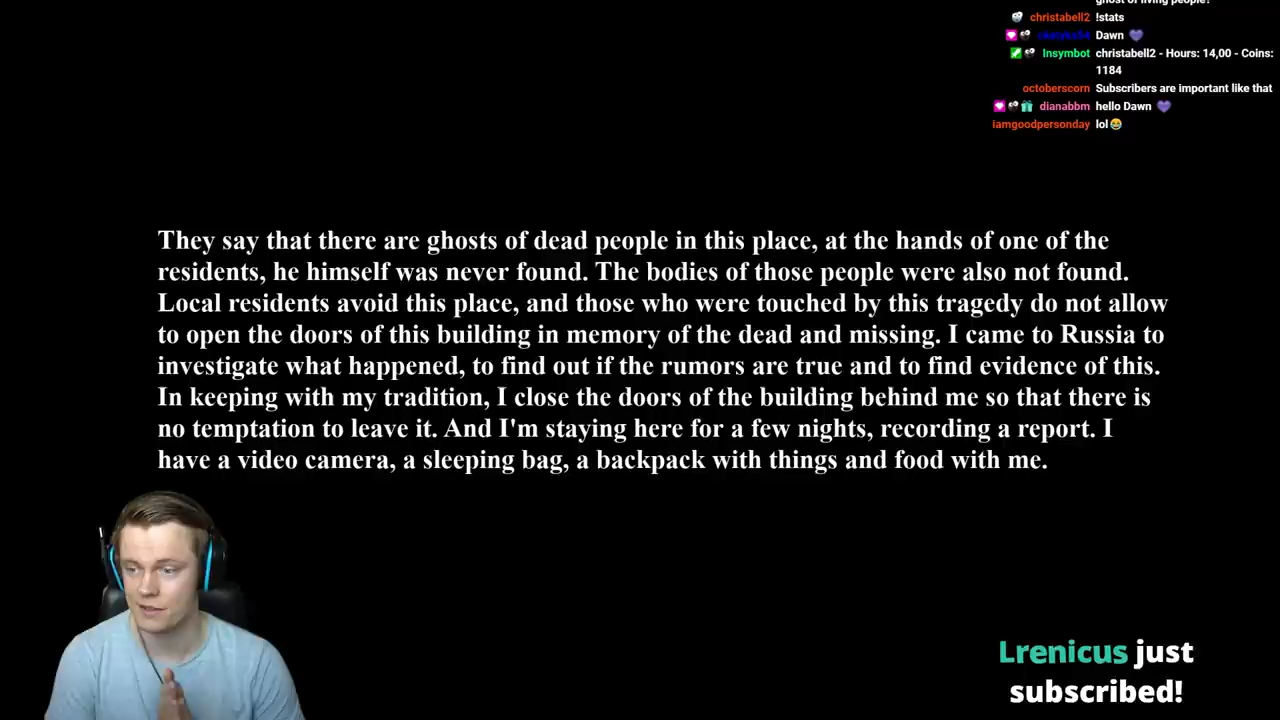 ghost of living people?
christabell2 !stats
Dawn 💜
Insymbot christabell2 - Hours: 14,00 - Coins:
1184
octoberscorn Subscribers are important like that
dianabbm hello Dawn 💜
iamgoodpersonday lol😂
They say that there are ghosts of dead people in this place, at the hands of one of the
residents, he himself was never found. The bodies of those people were also not found.
Local residents avoid this place, and those who were touched by this tragedy do not allow
to open the doors of this building in memory of the dead and missing. I came to Russia to
investigate what happened, to find out if the rumors are true and to find evidence of this.
In keeping with my tradition, I close the doors of the building behind me so that there is
no temptation to leave it. And I'm staying here for a few nights, recording a report. I
have a video camera, a sleeping bag, a backpack with things and food with me.
Lrenicus just
subscribed!